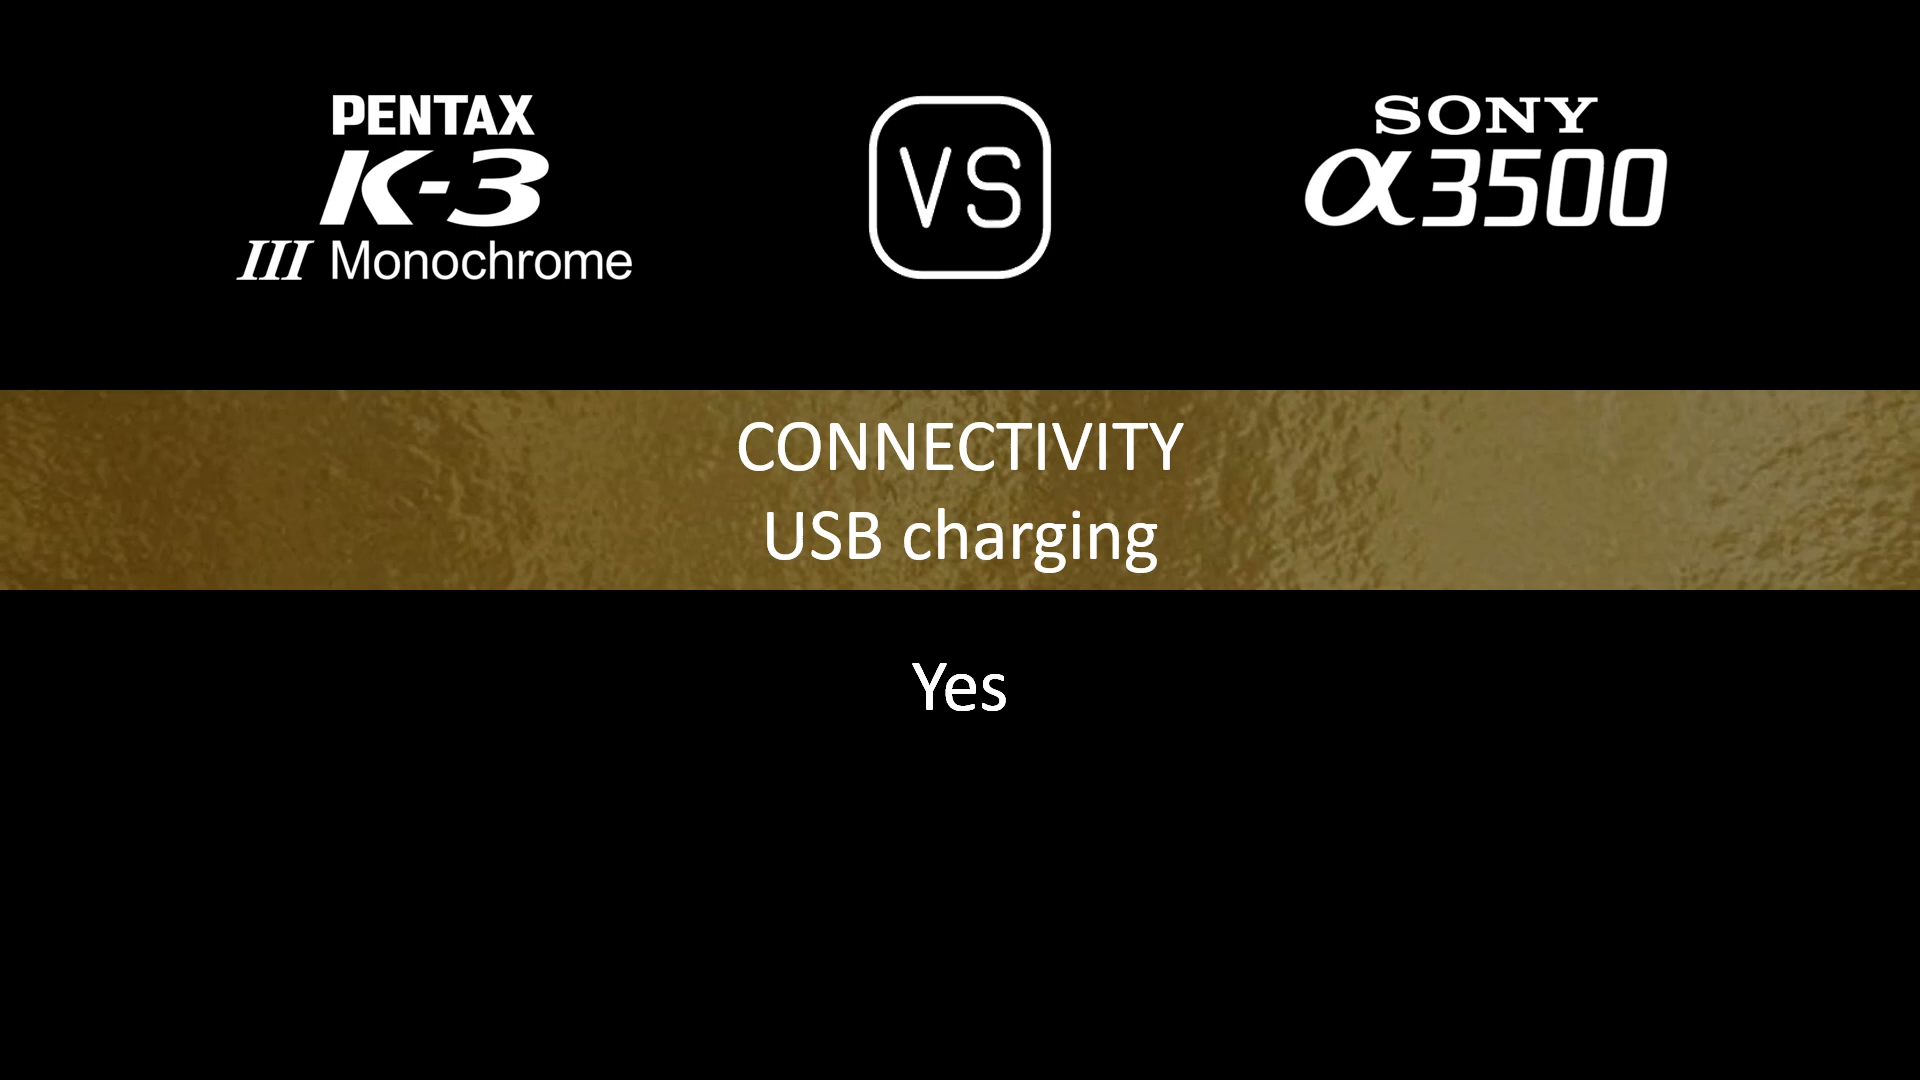 PENTAX
K-3
III Monochrome
VS
SONY
α3500
CONNECTIVITY
USB charging
Yes